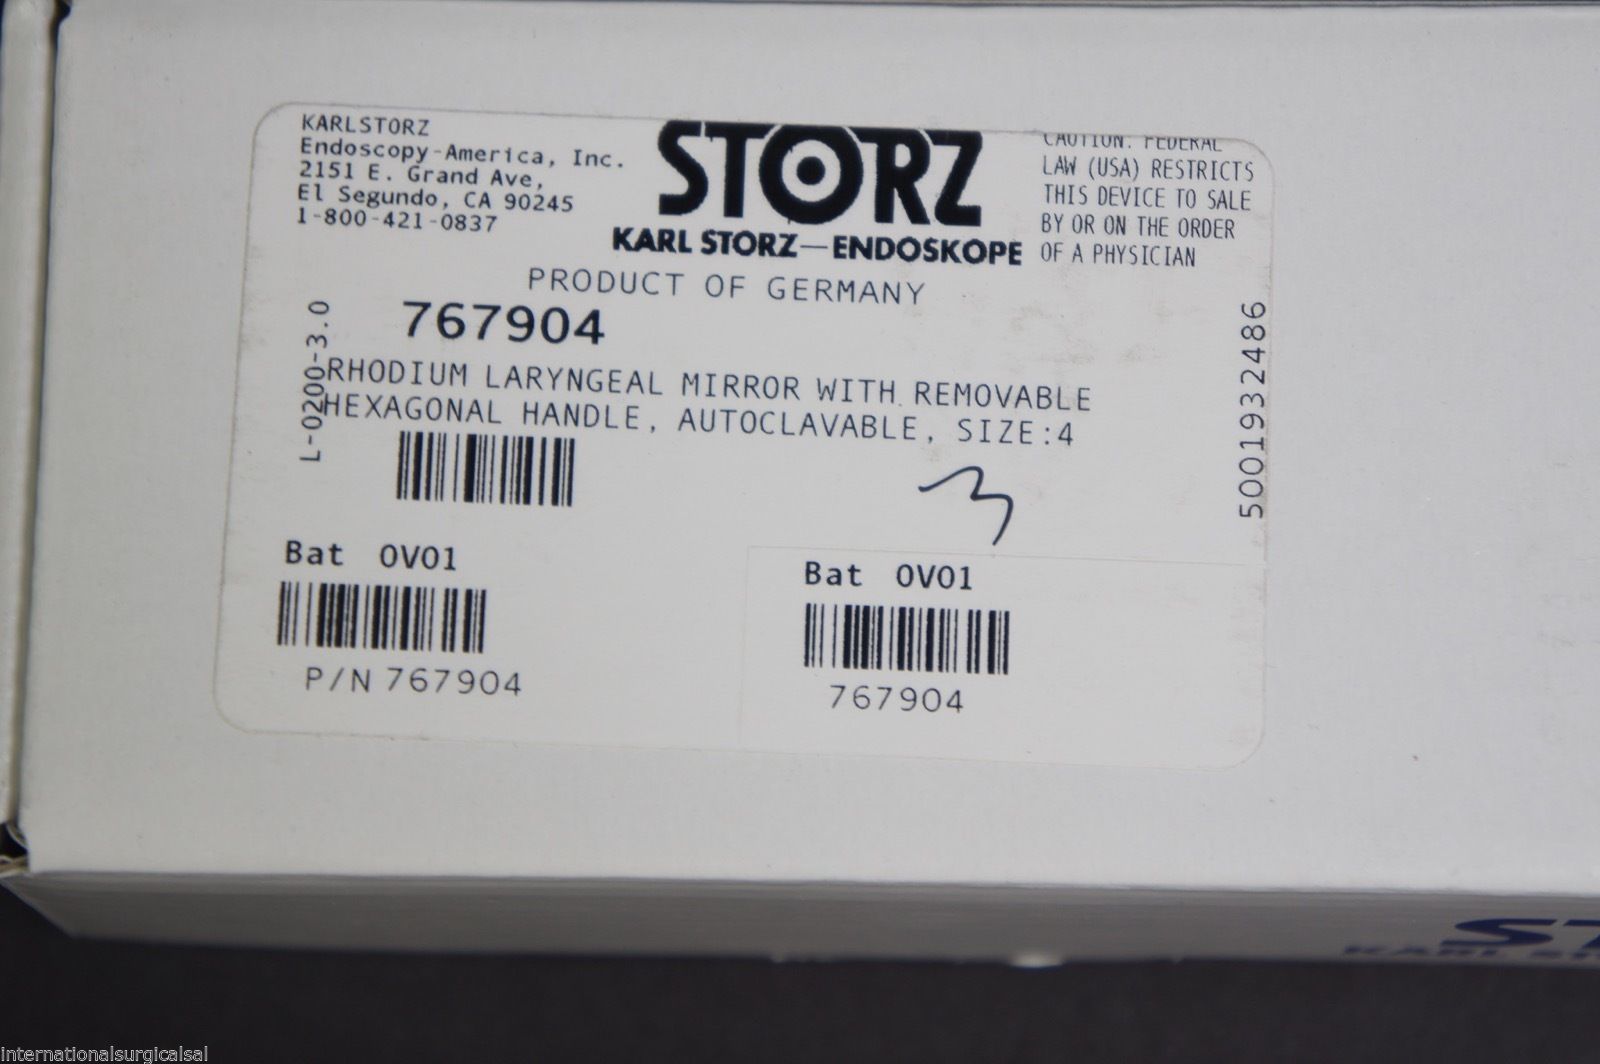 KARLSTORZ
Endoscopy-America, Inc.
2151 E. Grand Ave,
El Segundo, CA 90245
1-800-421-0837
STORZ
KARL STORZ—ENDOSKOPE
CAUTION: FEDERAL
LAW (USA) RESTRICTS
THIS DEVICE TO SALE
BY OR ON THE ORDER
OF A PHYSICIAN
PRODUCT OF GERMANY
767904
L-0200-3.0
RHODIUM LARYNGEAL MIRROR WITH REMOVABLE
HEXAGONAL HANDLE, AUTOCLAVABLE, SIZE:4
5001932486
3
Bat 0V01
P/N 767904
Bat 0V01
767904
ST
KARL
internationalsurgicalsal